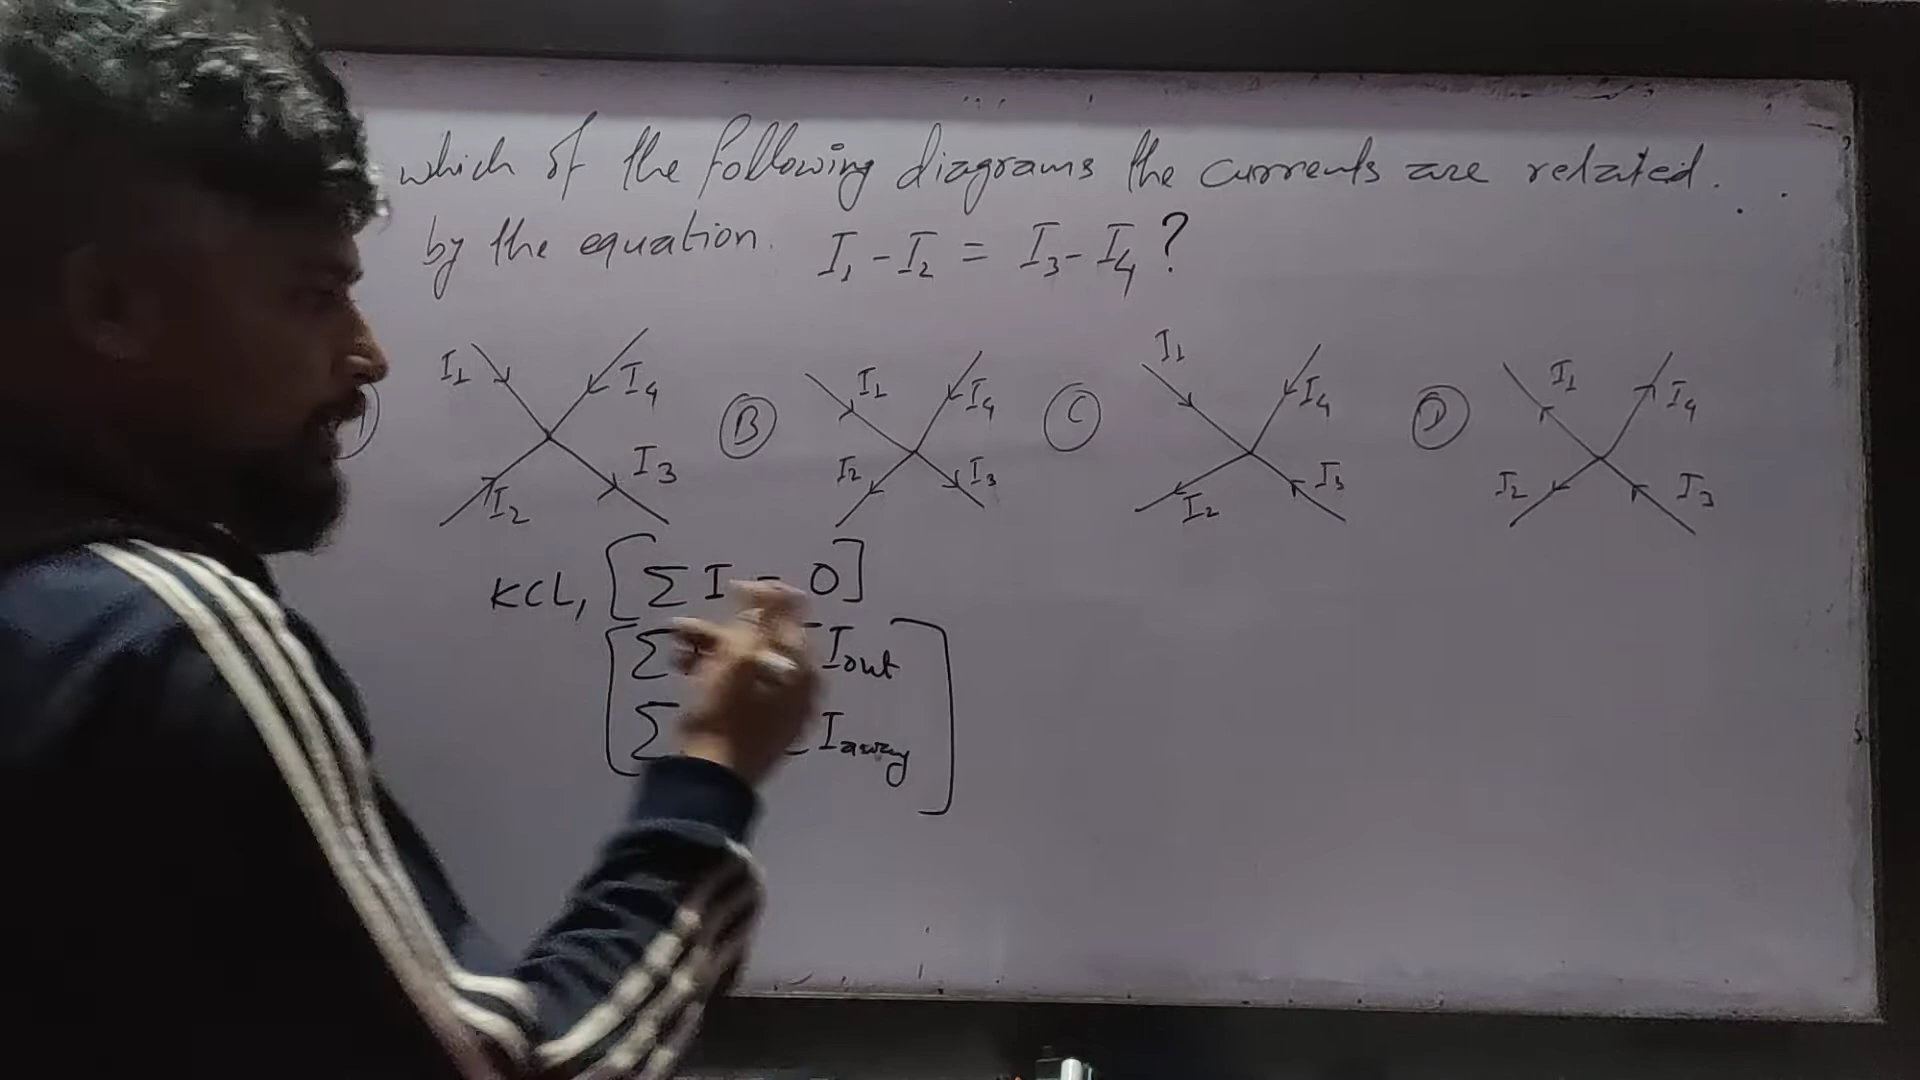 which of the following diagrams the currents are related.
by the equation. I₁ - I₂ = I₃ - I₄ ?
I₁ I₄ I₂ I₃
B I₁ I₄ I₂ I₃
C I₁ I₄ I₂ I₃
D I₁ I₄ I₂ I₃
KCL, [ Σ I = 0 ]
Σ Iout
Σ Σ Iaway